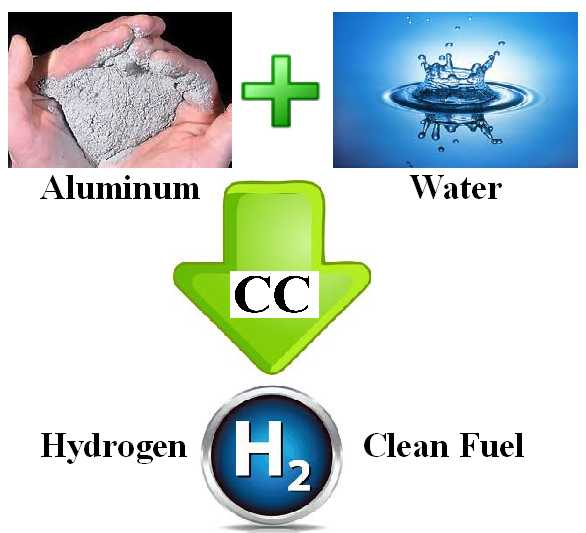 Aluminum
Water
CC
Hydrogen
H2
Clean Fuel